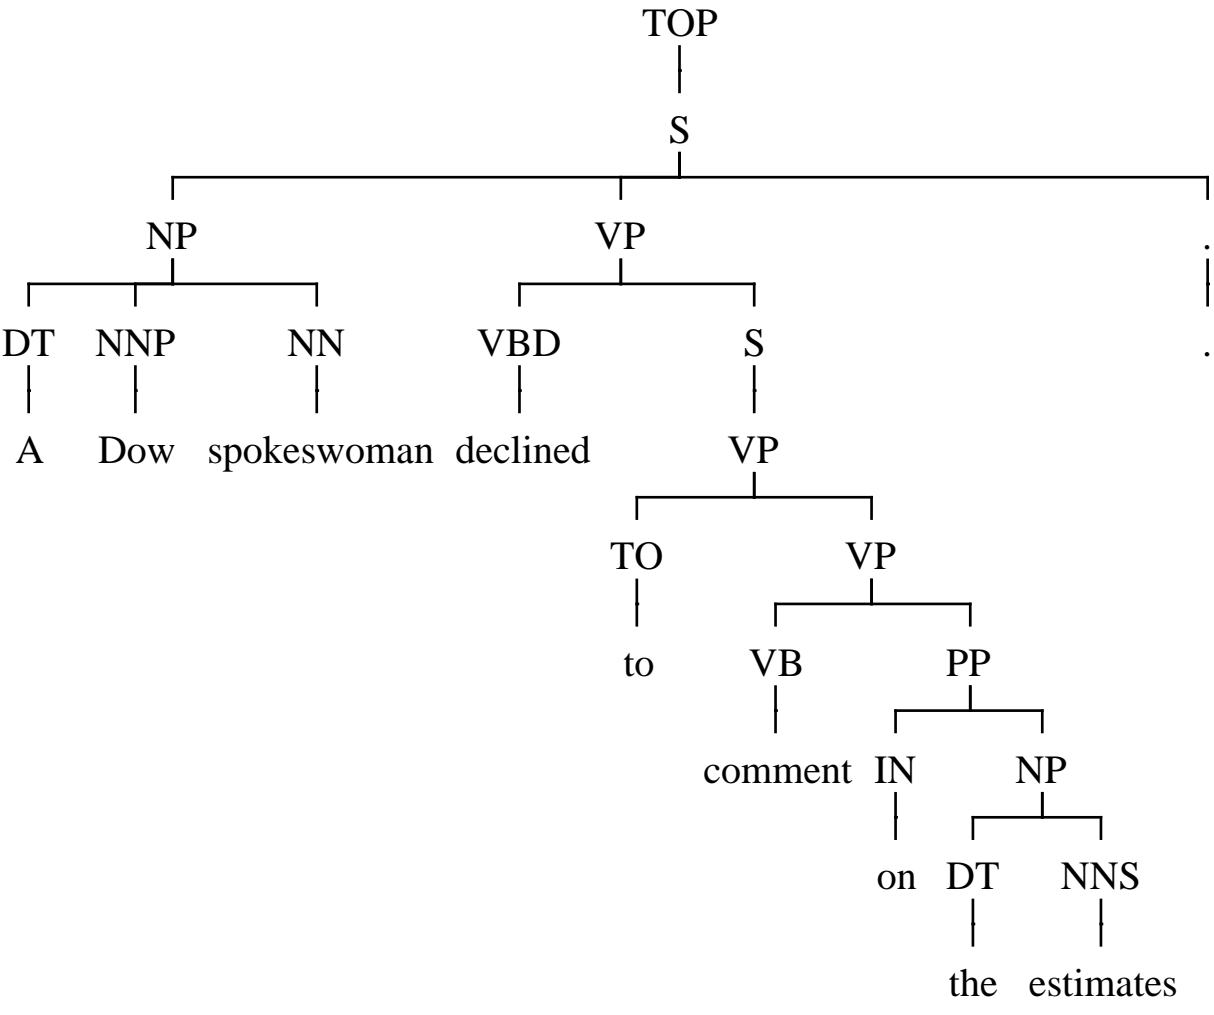 TOP
S
NP VP .
DT NNP NN VBD S .
A Dow spokeswoman declined VP
TO VP
to VB PP
comment IN NP
on DT NNS
the estimates